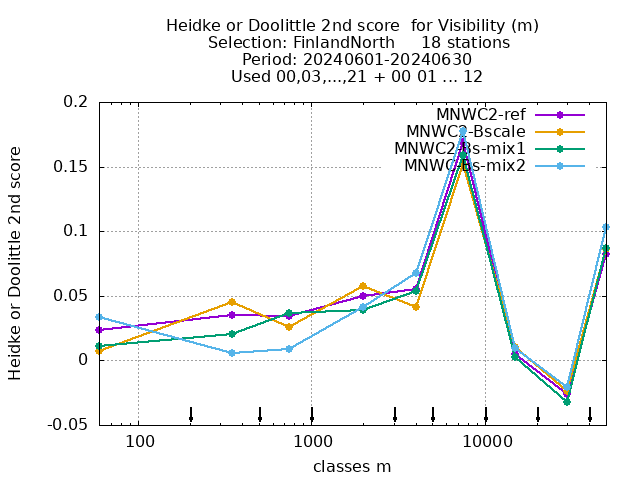 Heidke or Doolittle 2nd score  for Visibility (m)
Selection: FinlandNorth     18 stations
Period: 20240601-20240630
Used 00,03,...,21 + 00 01 ... 12
MNWC2-ref
MNWC2-Bscale
MNWC2-Bs-mix1
MNWC-Bs-mix2
Heidke or Doolittle 2nd score
0.2
0.15
0.1
0.05
0
-0.05
100 1000 10000
classes m